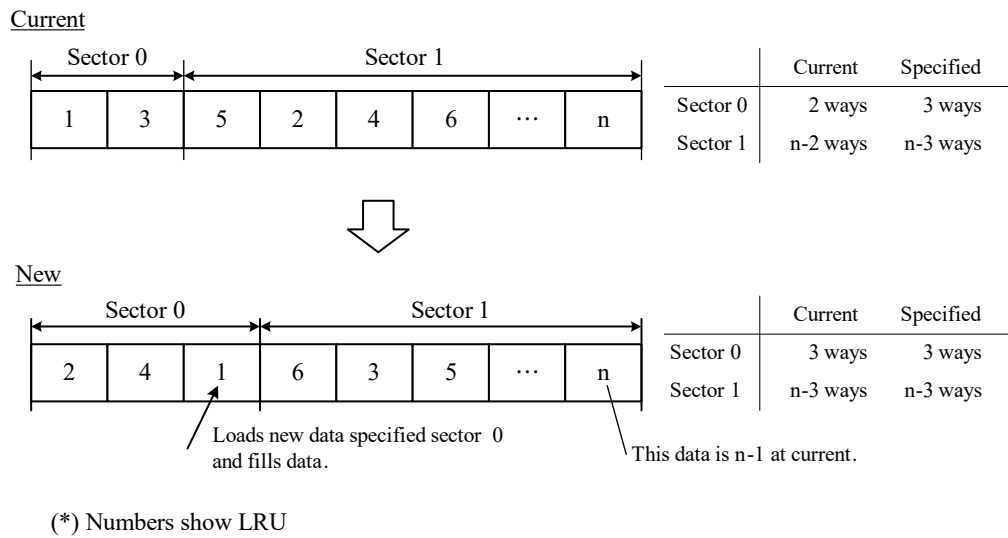 Current
Sector 0 Sector 1
1 3 5 2 4 6 ⋯ n
Current Specified
Sector 0 2 ways 3 ways
Sector 1 n-2 ways n-3 ways
New
Sector 0 Sector 1
2 4 1 6 3 5 ⋯ n
Current Specified
Sector 0 3 ways 3 ways
Sector 1 n-3 ways n-3 ways
Loads new data specified sector 0
and fills data.
This data is n-1 at current.
(*) Numbers show LRU